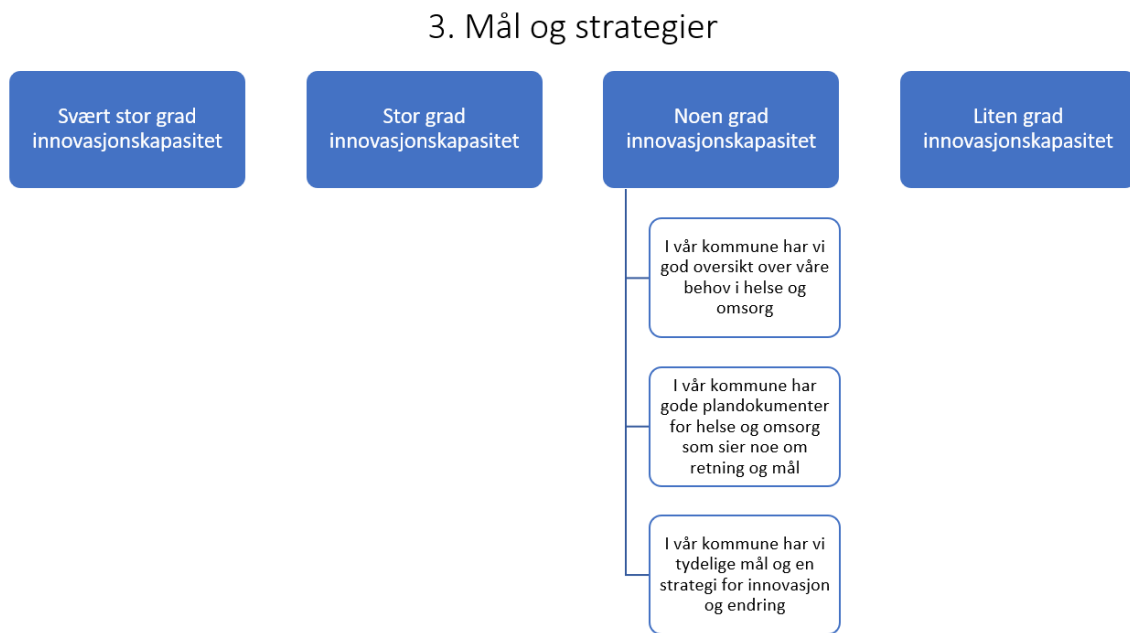 3. Mål og strategier
Svært stor grad
innovasjonskapasitet
Stor grad
innovasjonskapasitet
Noen grad
innovasjonskapasitet
Liten grad
innovasjonskapasitet
I vår kommune har vi
god oversikt over våre
behov i helse og
omsorg
I vår kommune har
gode plandokumenter
for helse og omsorg
som sier noe om
retning og mål
I vår kommune har vi
tydelige mål og en
strategi for innovasjon
og endring